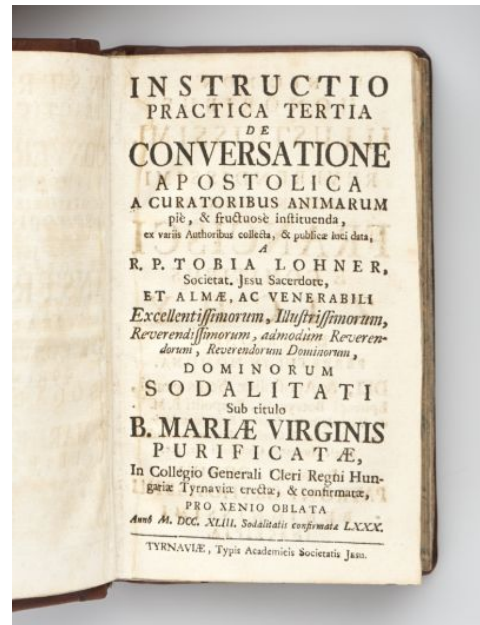 INSTRUCTIO
PRACTICA TERTIA
DE
CONVERSATIONE
APOSTOLICA
A CURATORIBUS ANIMARUM
piè, & fructuosè instituenda,
ex variis Authoribus collecta, & publicæ luci data,
A
R. P. TOBIA LOHNER,
Societat. JEsu Sacerdote,
ET ALMÆ, AC VENERABILI
Excellentissimorum, Illustrissimorum,
Reverendissimorum, admodùm Reveren-
dorum, Reverendorum Dominorum,
DOMINORUM
SODALITATI
Sub titulo
B. MARIÆ VIRGINIS
PURIFICATÆ,
In Collegio Generali Cleri Regni Hun-
gariæ Tyrnaviæ erectæ, & confirmatæ,
PRO XENIO OBLATA
Annô M. DCC. XLIII. Sodalitatis confirmatæ LXXX.
TYRNAVIÆ, Typis Academicis Societatis JEsu.